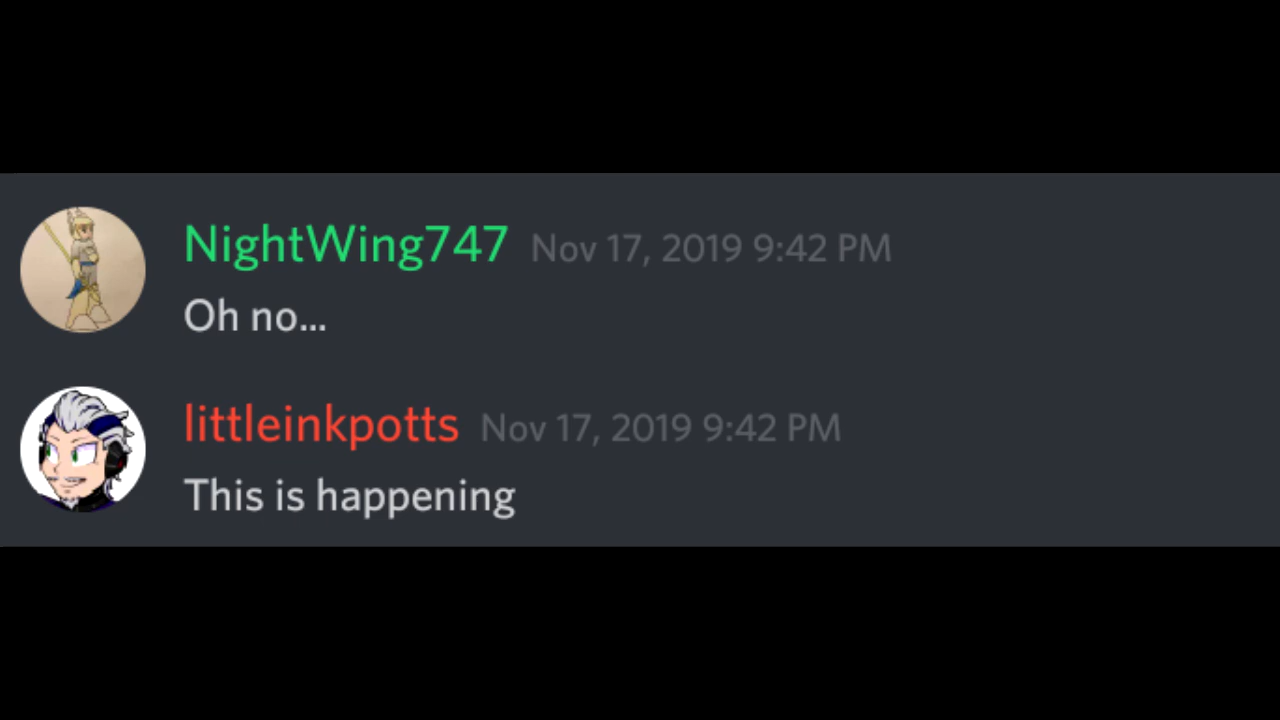 NightWing747 Nov 17, 2019 9:42 PM
Oh no...
littleinkpotts Nov 17, 2019 9:42 PM
This is happening